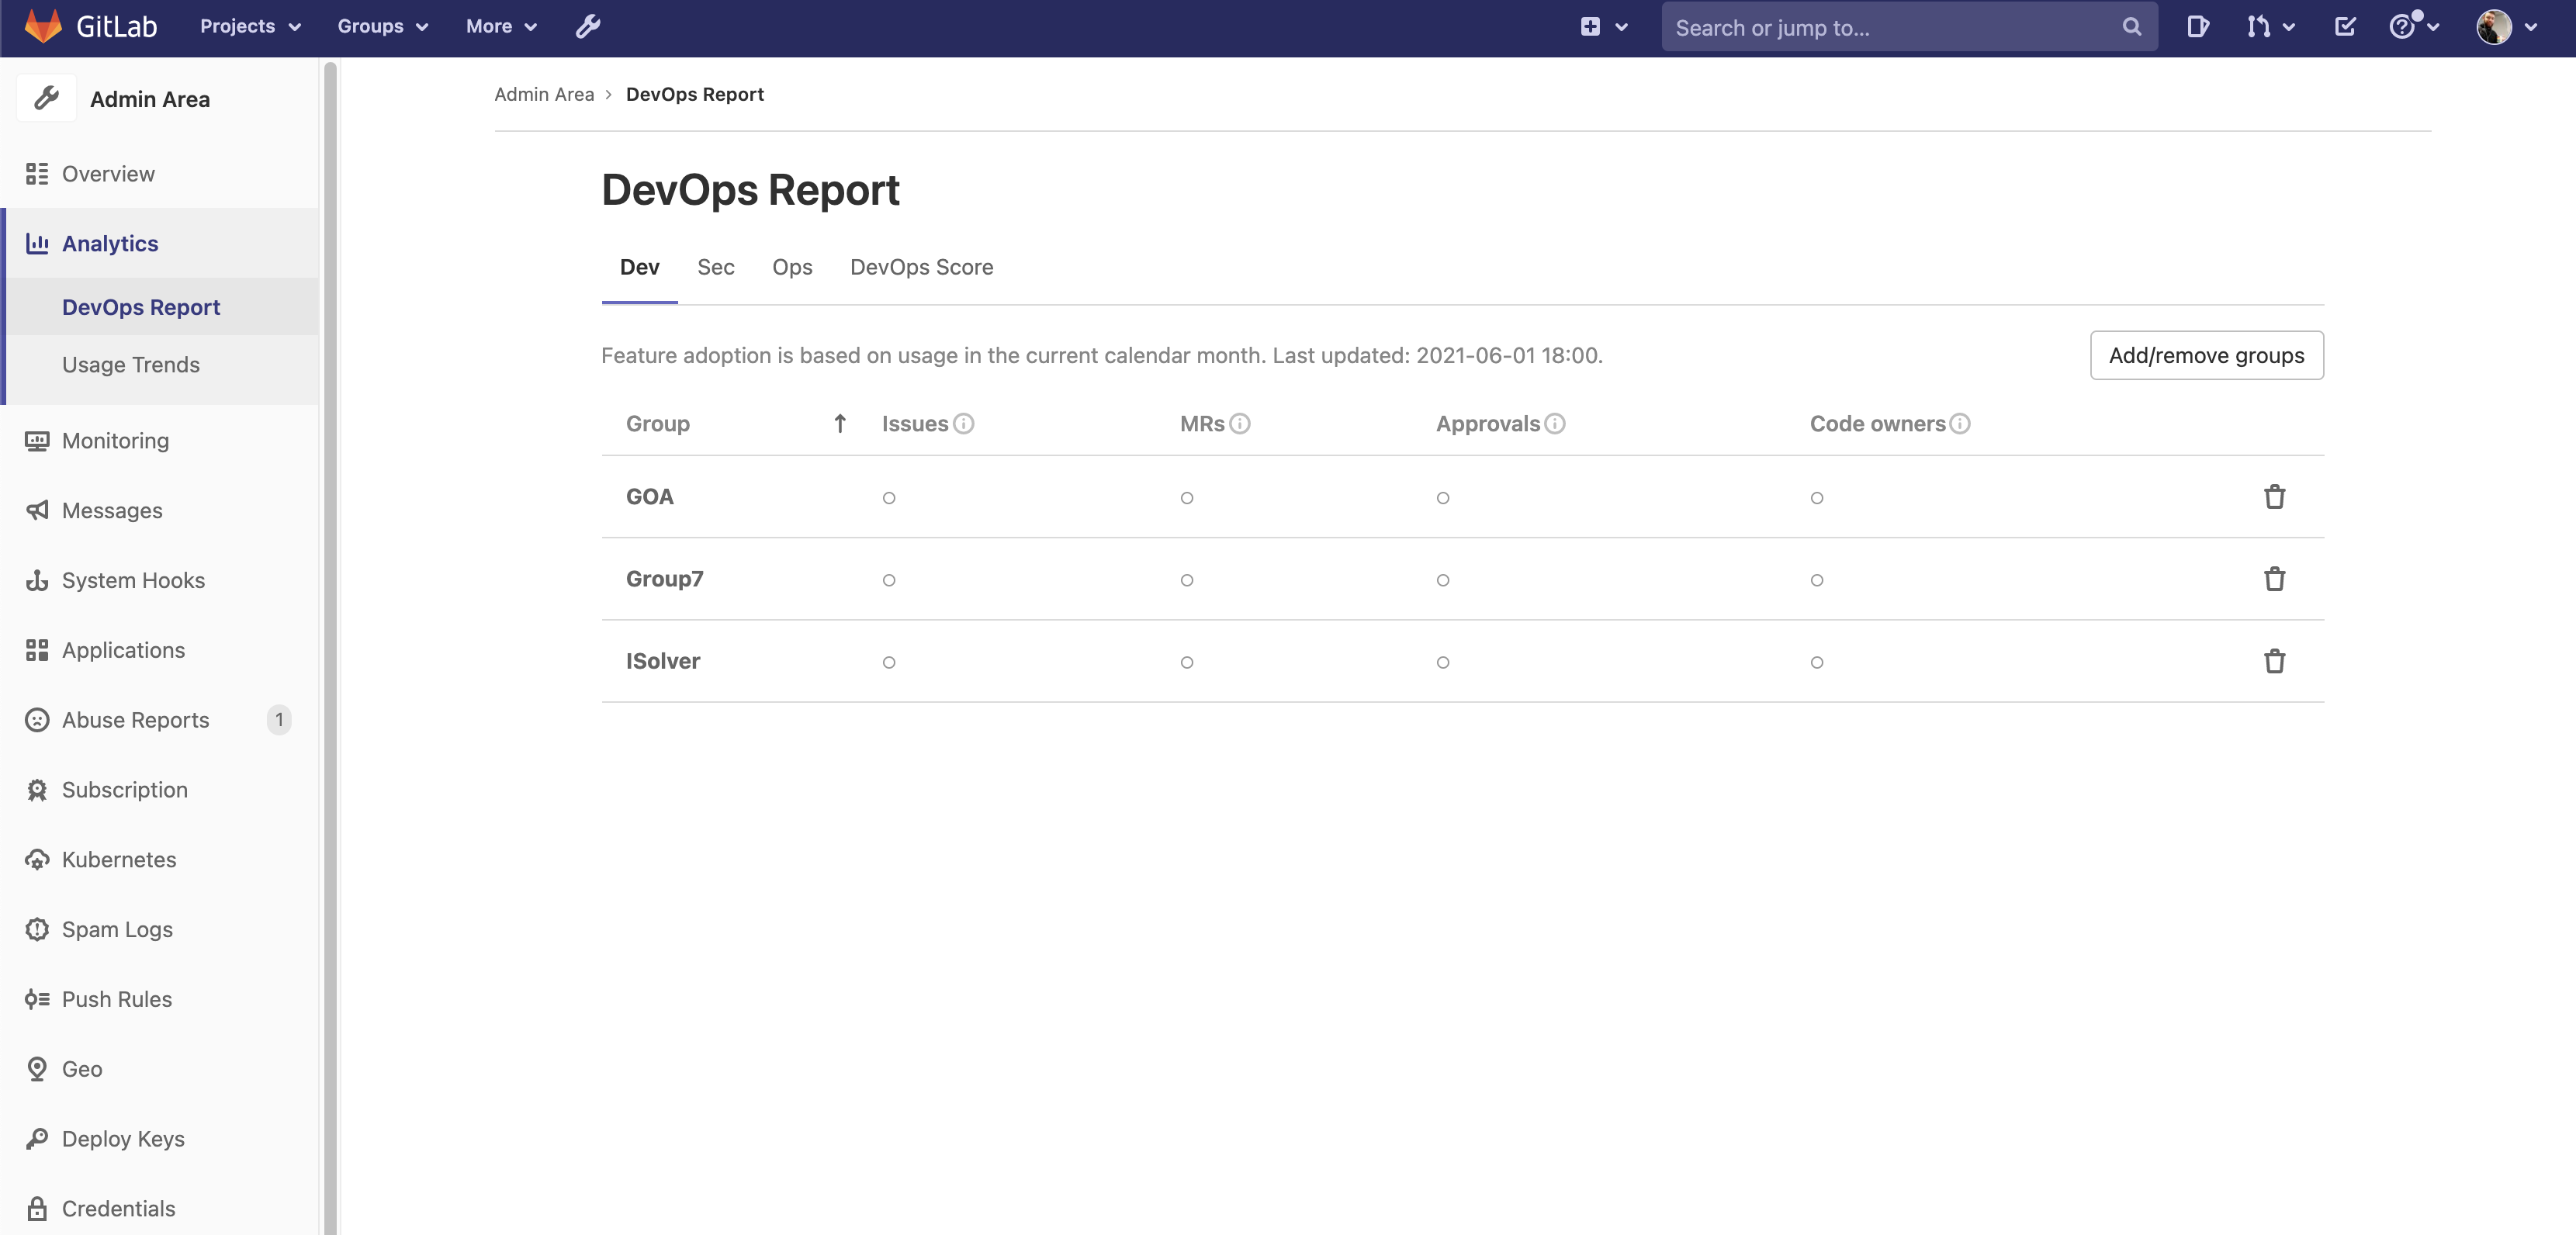 GitLab Projects Groups More Search or jump to...
Admin Area
Overview
Analytics
DevOps Report
Usage Trends
Monitoring
Messages
System Hooks
Applications
Abuse Reports 1
Subscription
Kubernetes
Spam Logs
Push Rules
Geo
Deploy Keys
Credentials
Admin Area › DevOps Report
DevOps Report
Dev Sec Ops DevOps Score
Feature adoption is based on usage in the current calendar month. Last updated: 2021-06-01 18:00. Add/remove groups
Group ↑ Issues MRs Approvals Code owners
GOA
Group7
ISolver